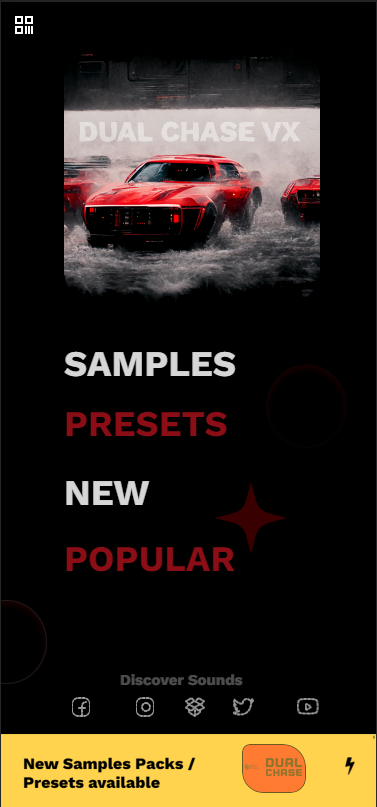 DUAL CHASE VX
SAMPLES
PRESETS
NEW
POPULAR
Discover Sounds
New Samples Packs /
Presets available
DUAL
CHASE